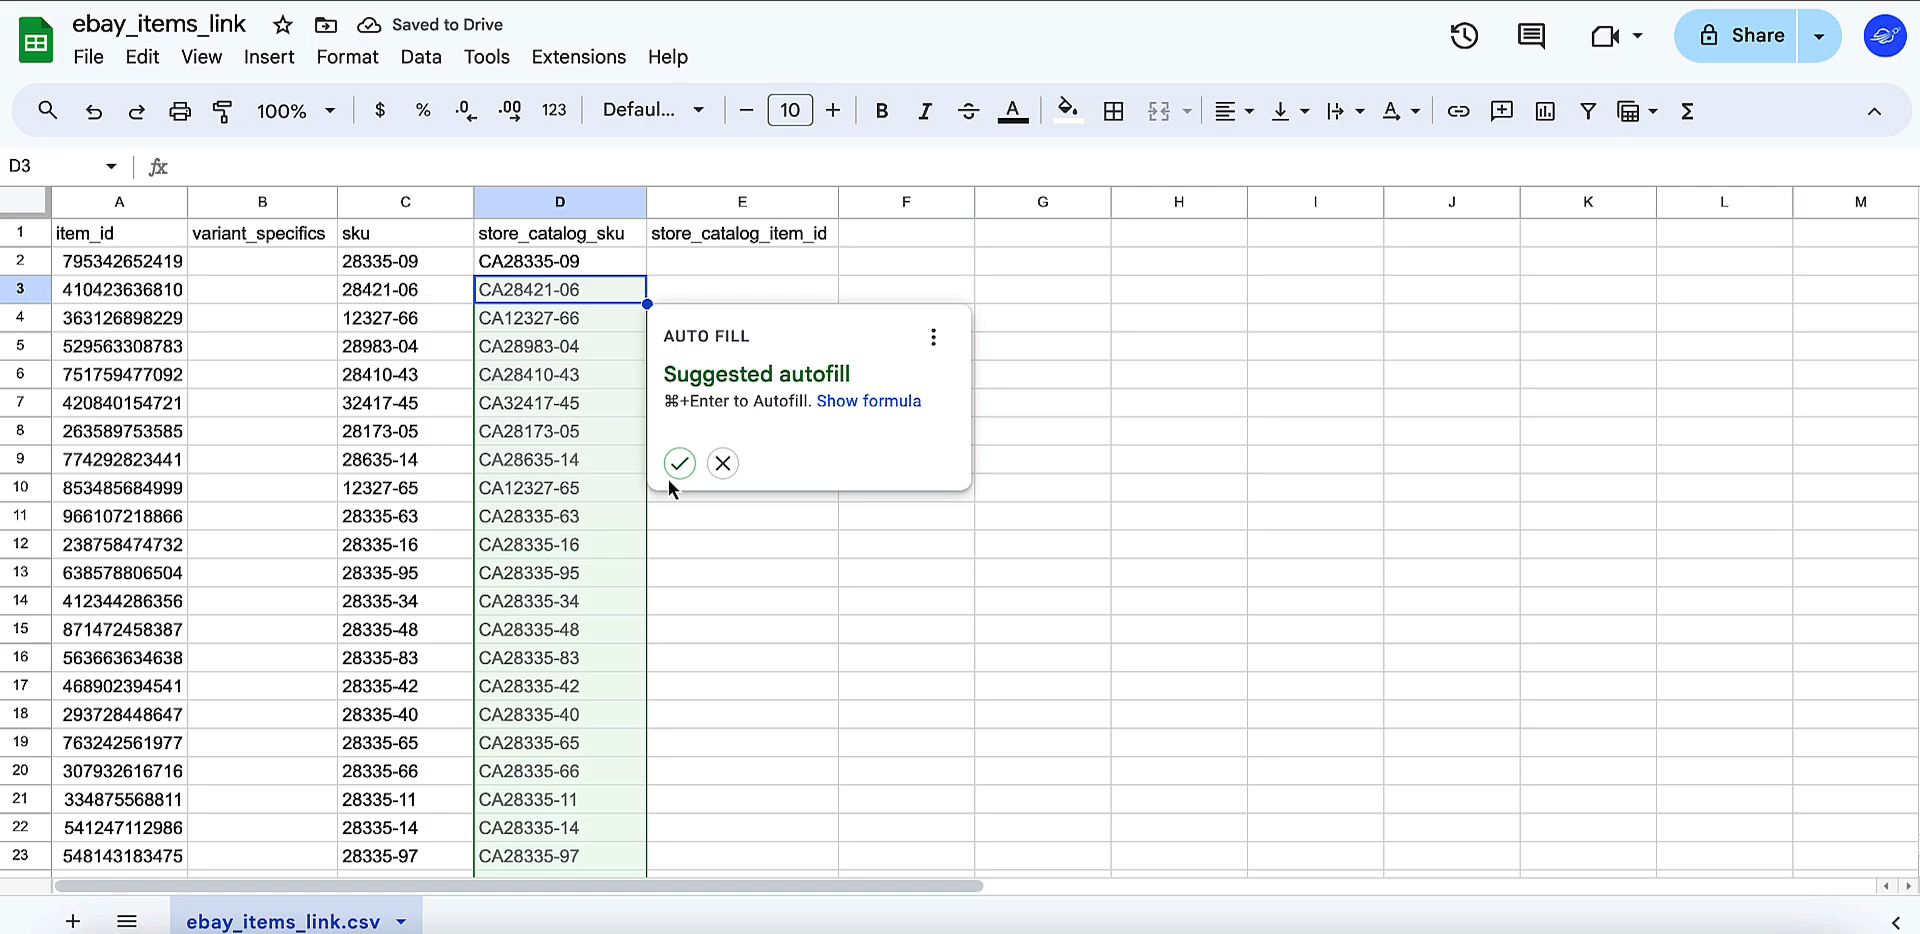 ebay_items_link Saved to Drive
File Edit View Insert Format Data Tools Extensions Help
Share
100% $ % .0 .00 123 Defaul... − 10 + B I A A Σ
D3 fx
A B C D E F G H I J K L M
1 item_id variant_specifics sku store_catalog_sku store_catalog_item_id
2 795342652419 28335-09 CA28335-09
3 410423636810 28421-06 CA28421-06
4 363126898229 12327-66 CA12327-66
5 529563308783 28983-04 CA28983-04
6 751759477092 28410-43 CA28410-43
7 420840154721 32417-45 CA32417-45
8 263589753585 28173-05 CA28173-05
9 774292823441 28635-14 CA28635-14
10 853485684999 12327-65 CA12327-65
11 966107218866 28335-63 CA28335-63
12 238758474732 28335-16 CA28335-16
13 638578806504 28335-95 CA28335-95
14 412344286356 28335-34 CA28335-34
15 871472458387 28335-48 CA28335-48
16 563663634638 28335-83 CA28335-83
17 468902394541 28335-42 CA28335-42
18 293728448647 28335-40 CA28335-40
19 763242561977 28335-65 CA28335-65
20 307932616716 28335-66 CA28335-66
21 334875568811 28335-11 CA28335-11
22 541247112986 28335-14 CA28335-14
23 548143183475 28335-97 CA28335-97
AUTO FILL
Suggested autofill
⌘+Enter to Autofill. Show formula
ebay_items_link.csv